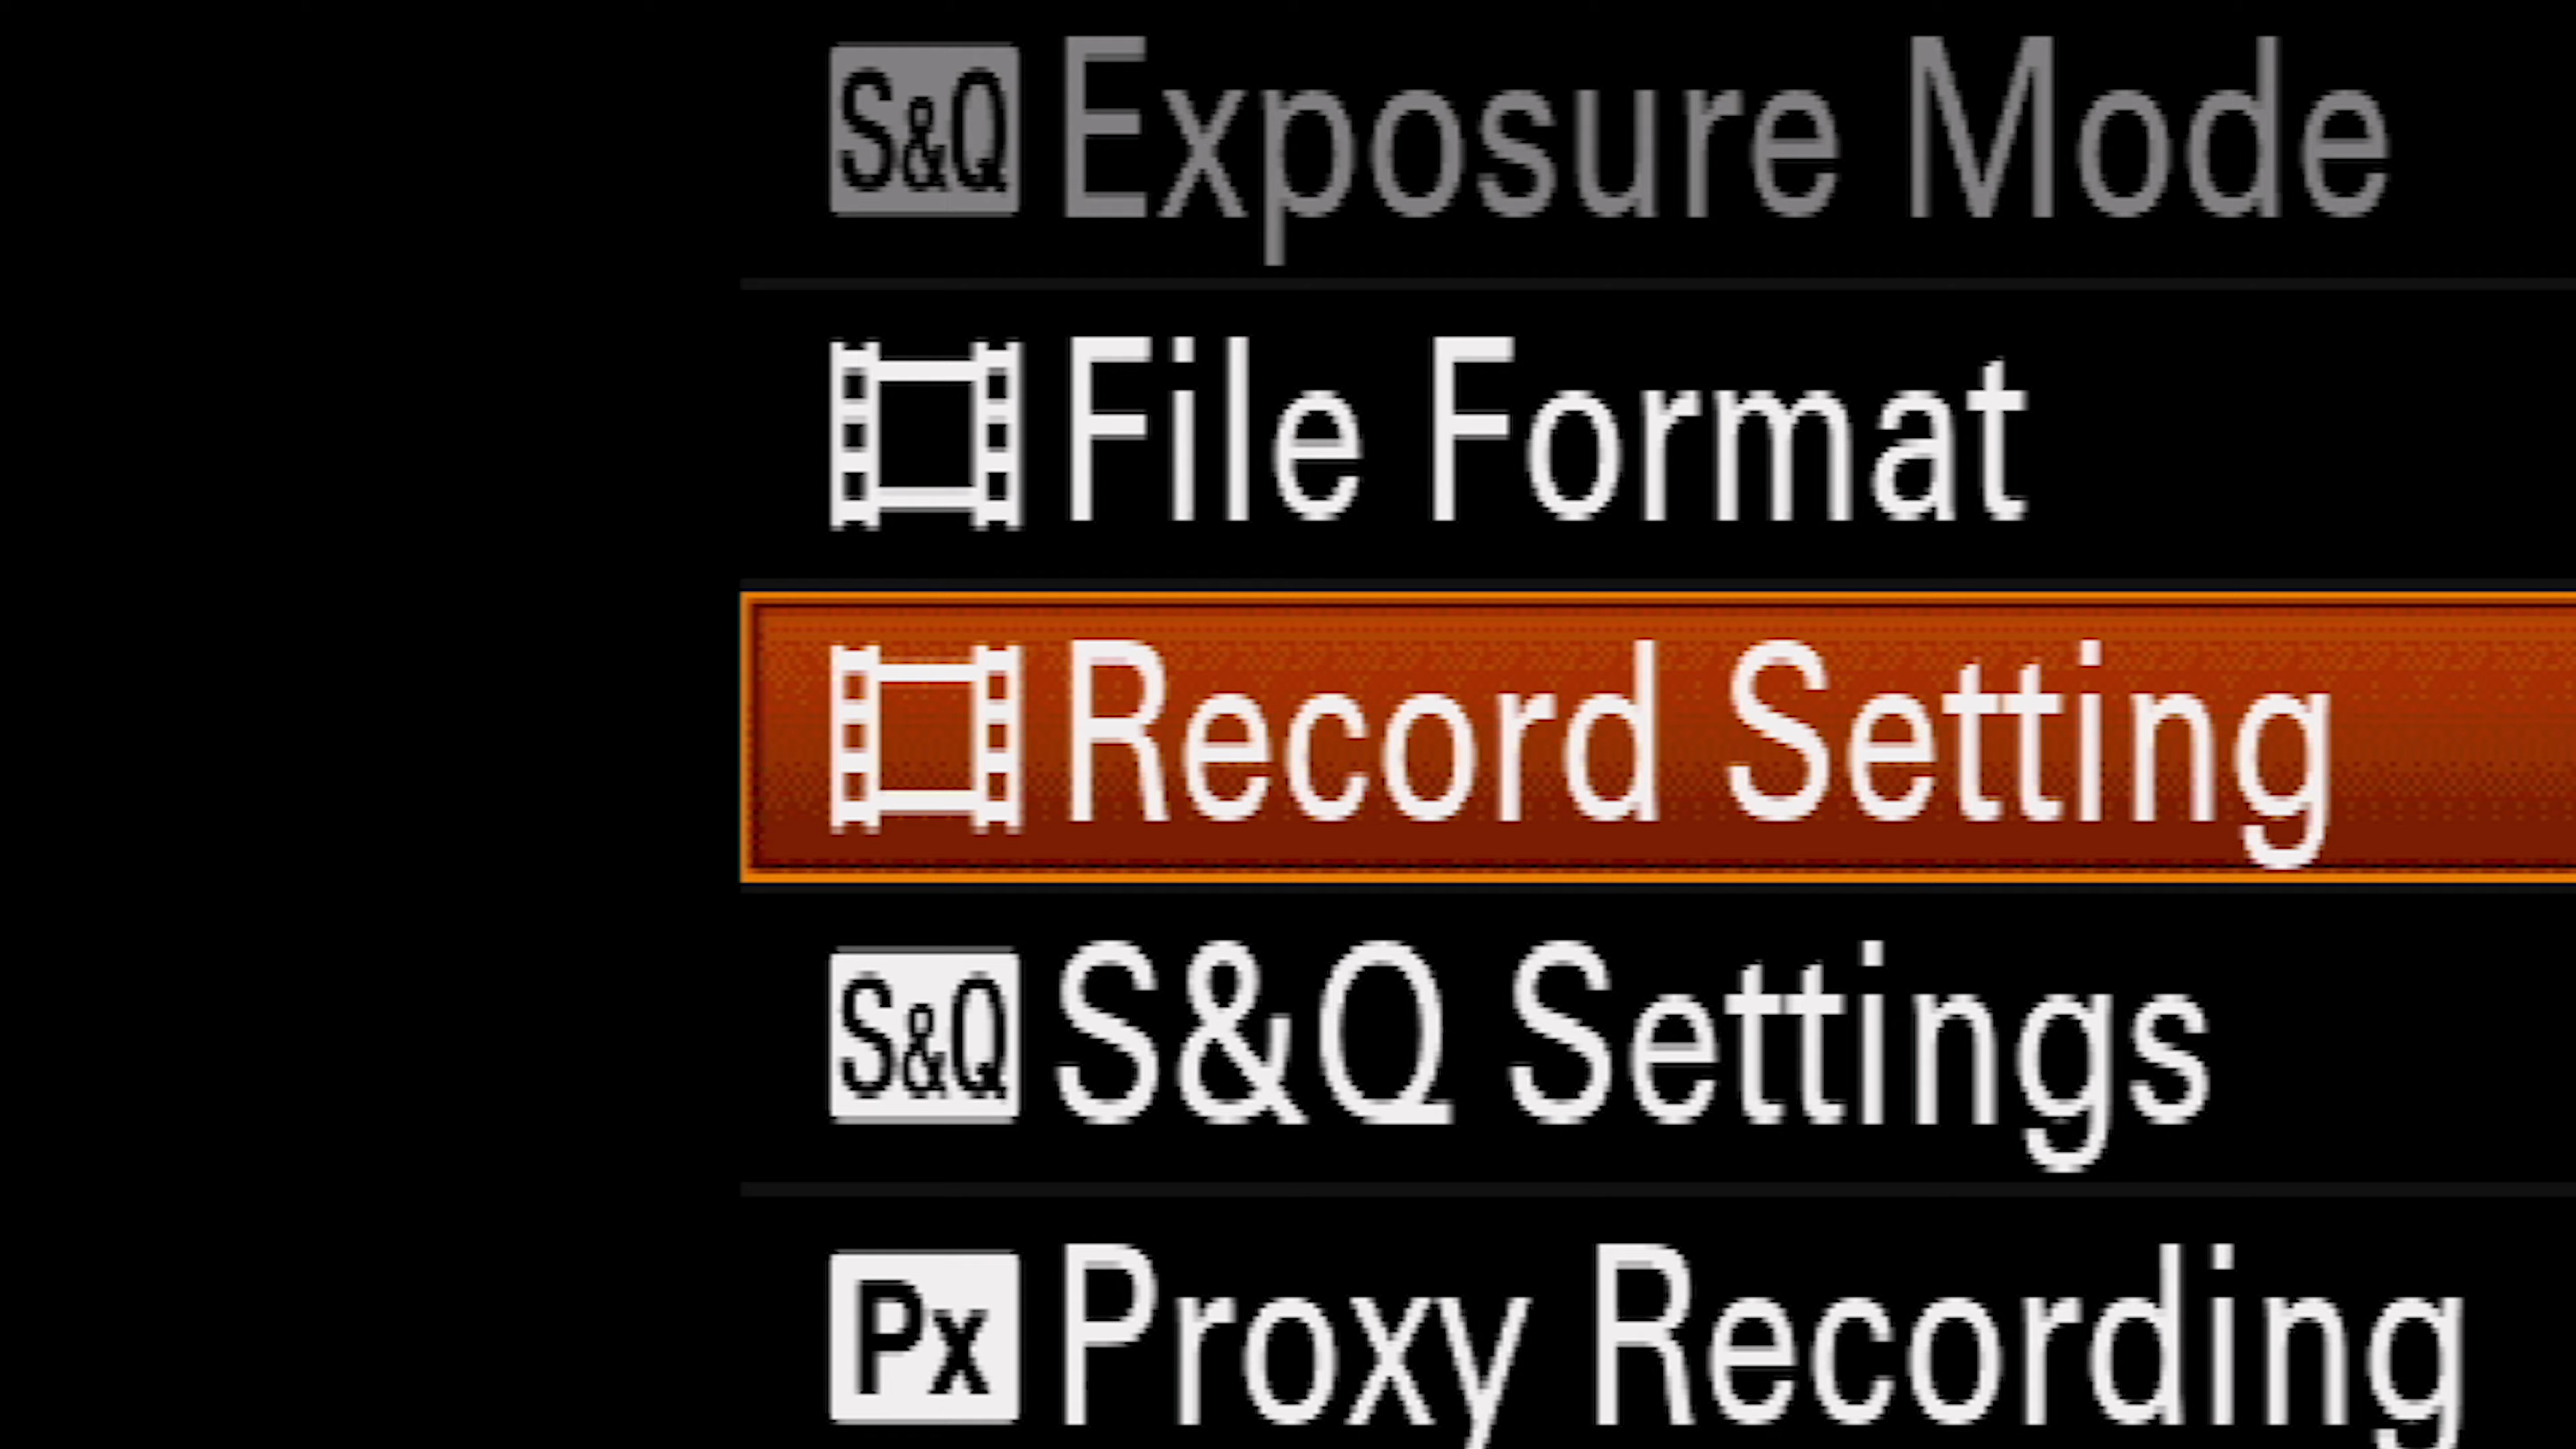 S&Q Exposure Mode
File Format
Record Setting
S&Q S&Q Settings
Px Proxy Recording